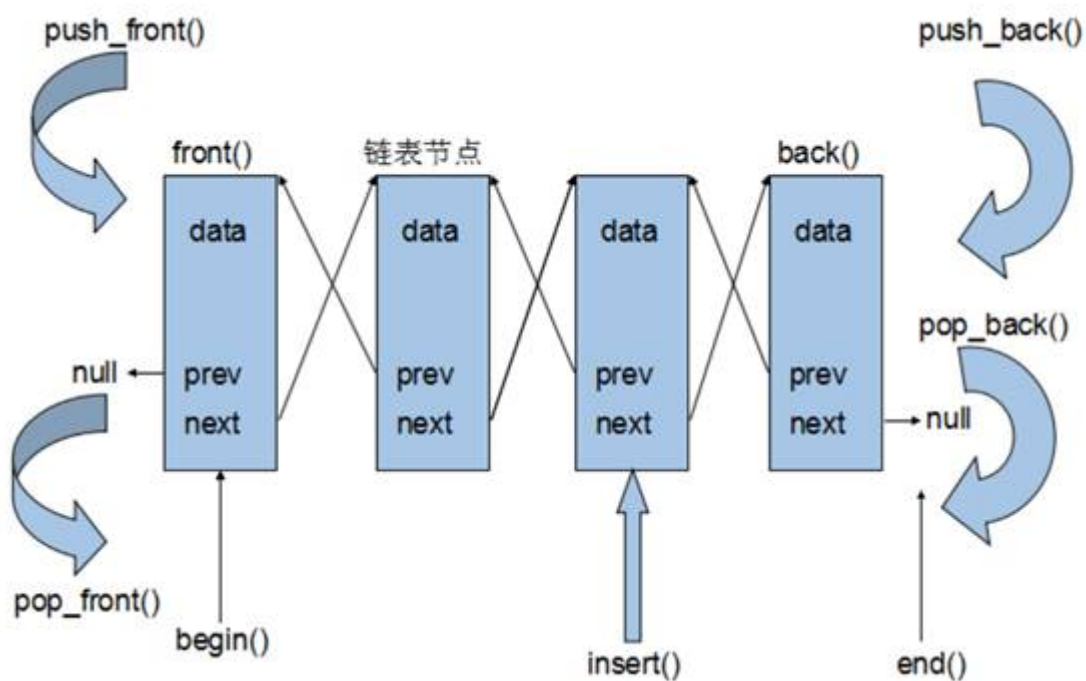 push_front()
push_back()
front()
链表节点
back()
data
data
data
data
pop_back()
null
prev
prev
prev
prev
next
next
next
next
null
pop_front()
begin()
insert()
end()